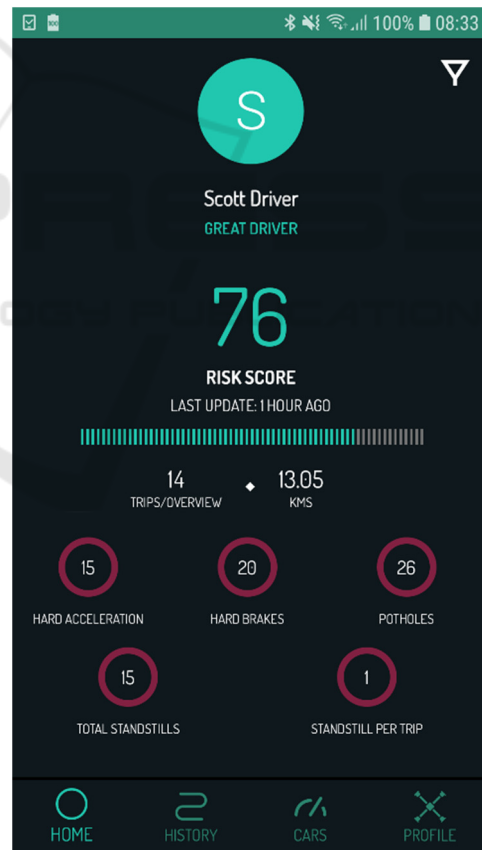 100% 08:33
S
Scott Driver
GREAT DRIVER
76
RISK SCORE
LAST UPDATE: 1 HOUR AGO
14 13.05
TRIPS/OVERVIEW KMS
15 20 26
HARD ACCELERATION HARD BRAKES POTHOLES
15 1
TOTAL STANDSTILLS STANDSTILL PER TRIP
HOME HISTORY CARS PROFILE